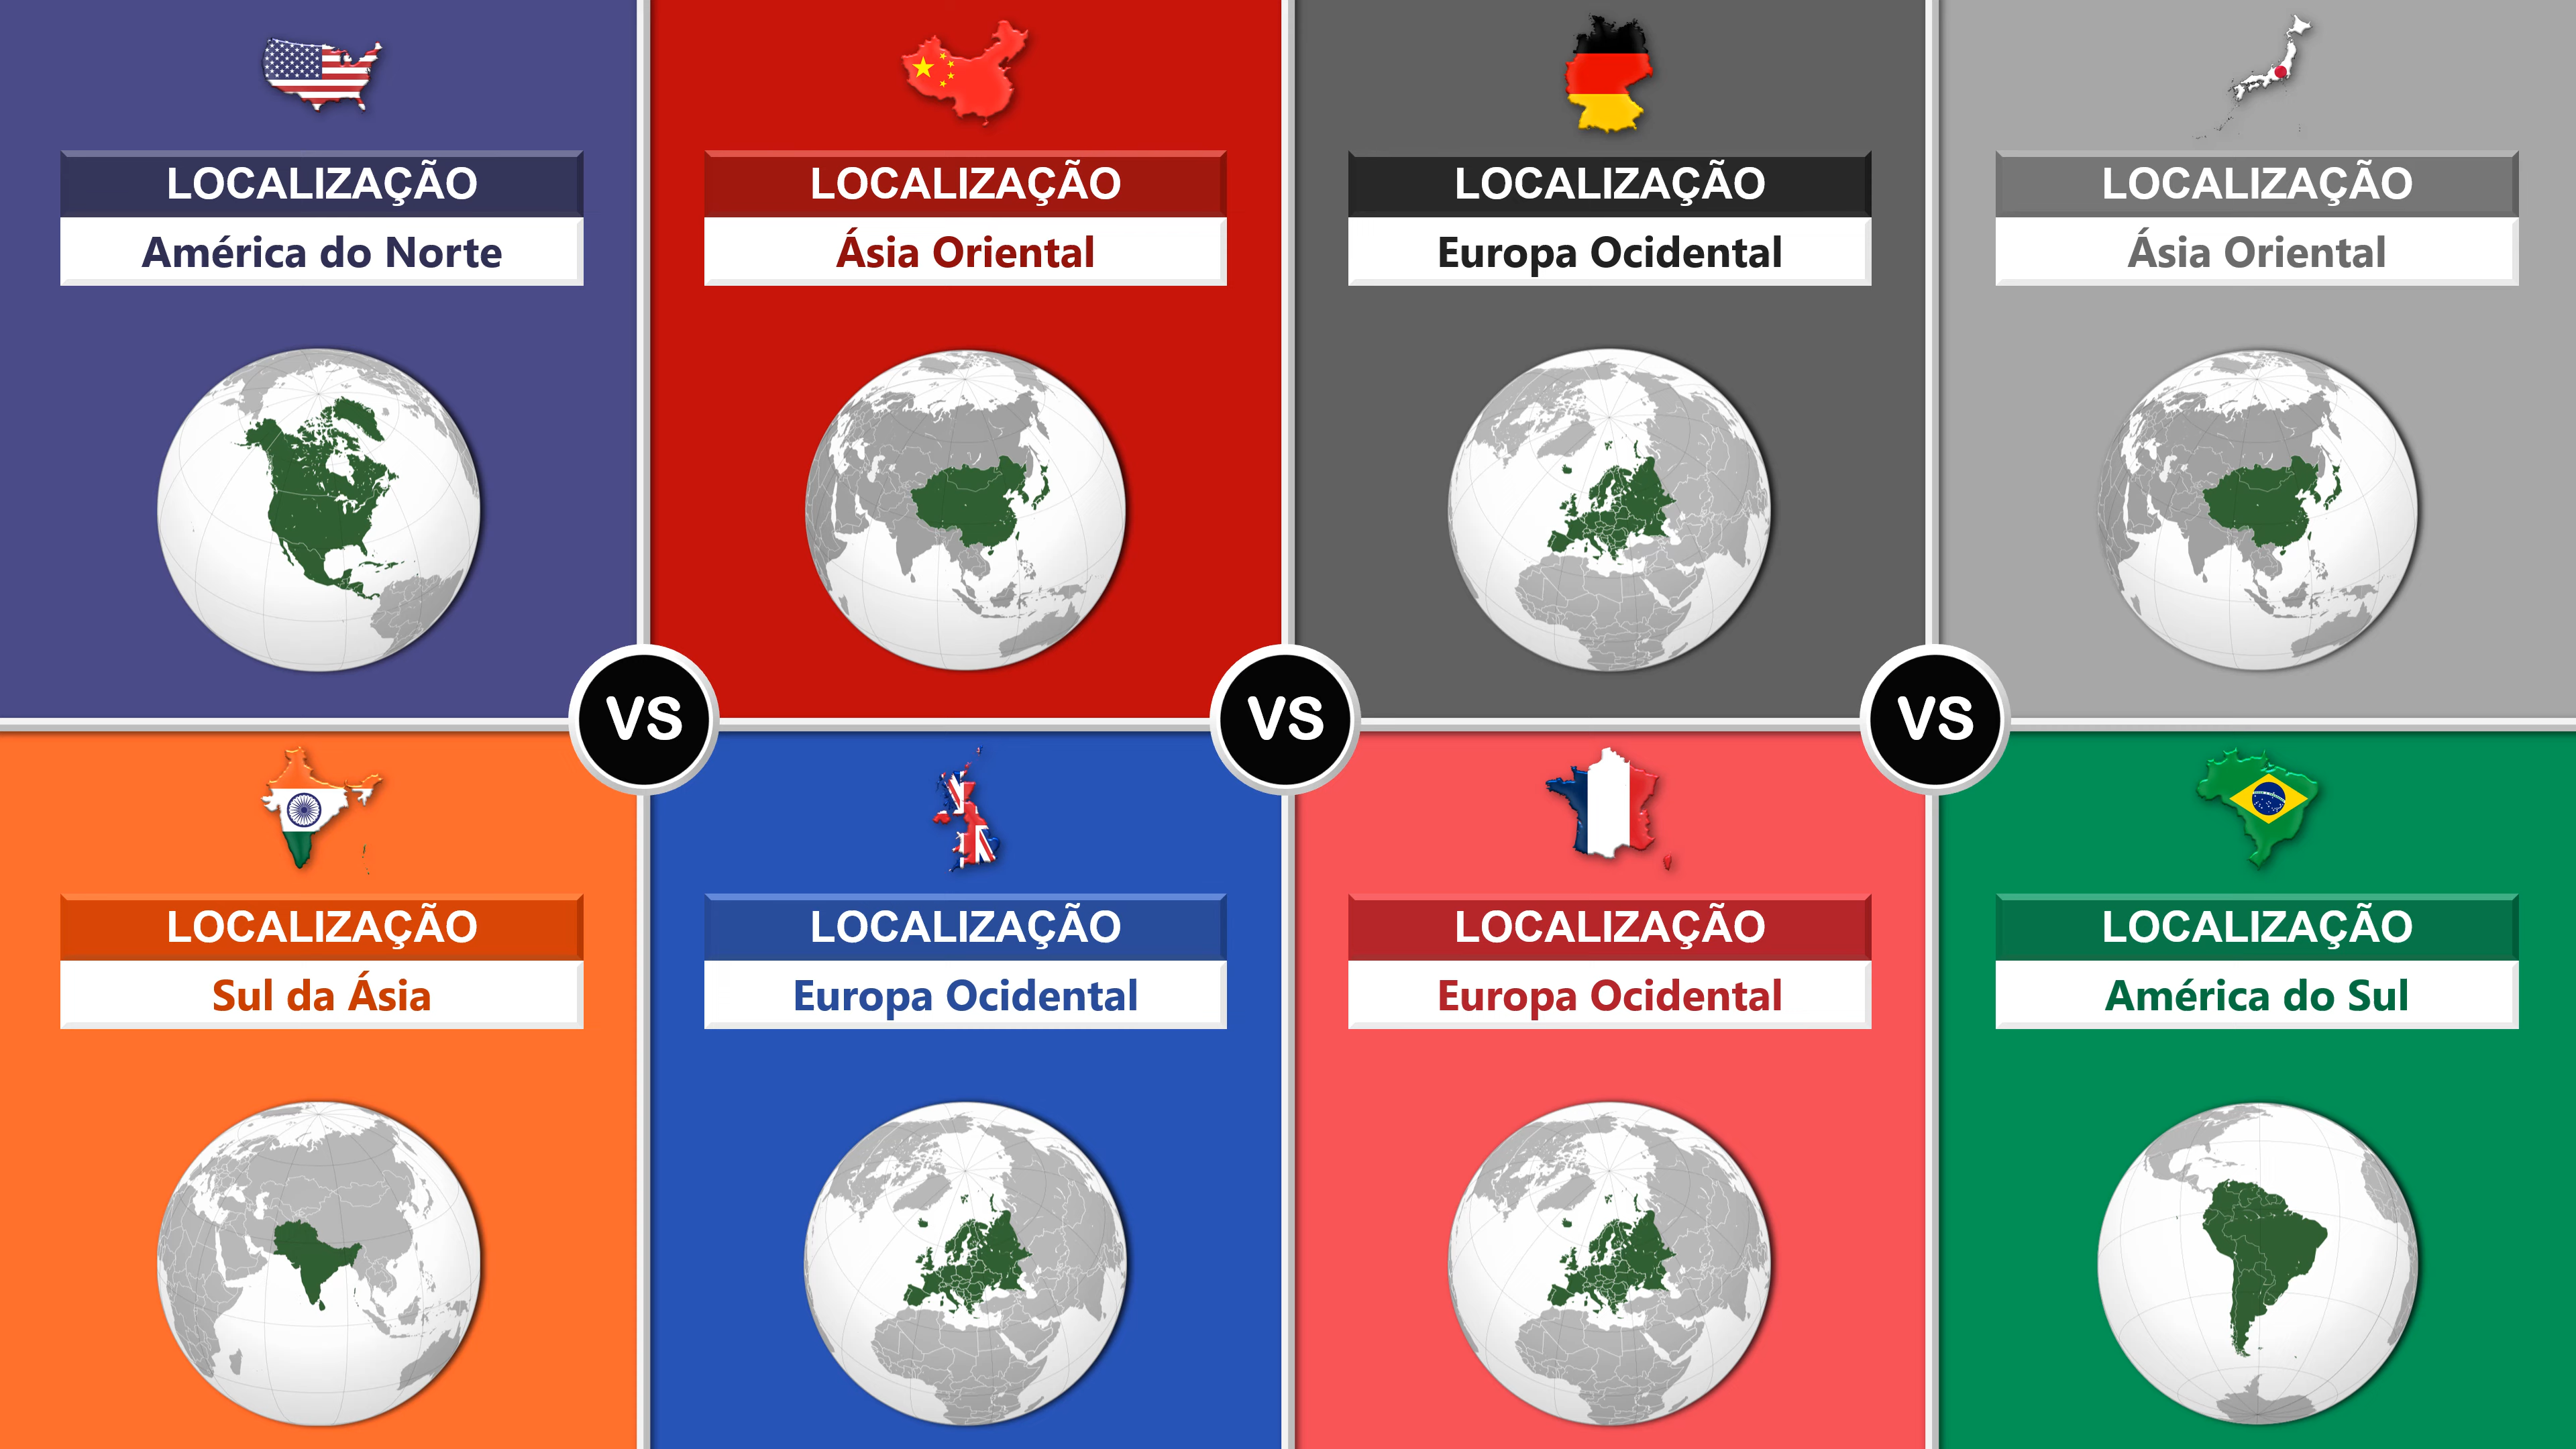 LOCALIZAÇÃO
América do Norte
LOCALIZAÇÃO
Ásia Oriental
LOCALIZAÇÃO
Europa Ocidental
LOCALIZAÇÃO
Ásia Oriental
VS
VS
VS
LOCALIZAÇÃO
Sul da Ásia
LOCALIZAÇÃO
Europa Ocidental
LOCALIZAÇÃO
Europa Ocidental
LOCALIZAÇÃO
América do Sul